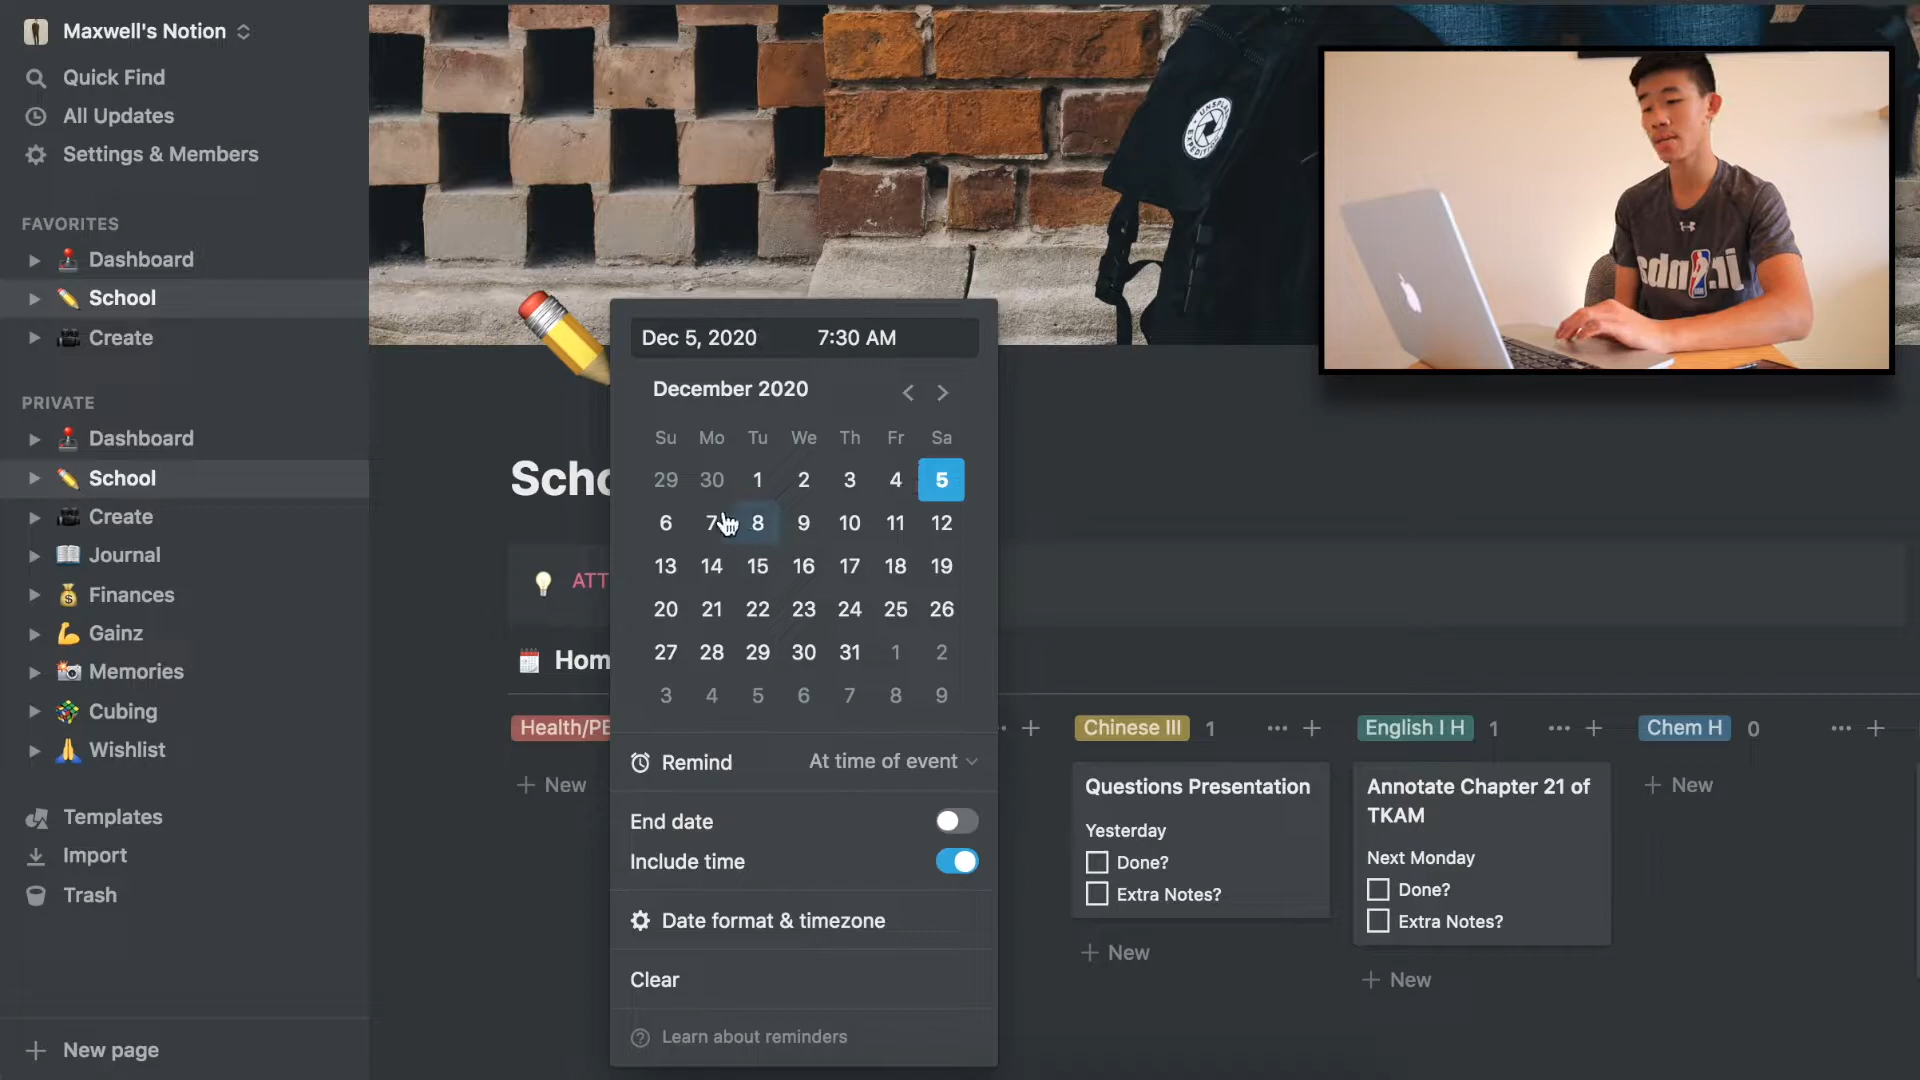 Maxwell's Notion
Quick Find
All Updates
Settings & Members
FAVORITES
Dashboard
School
Create
PRIVATE
Dashboard
School
Create
Journal
Finances
Gainz
Memories
Cubing
Wishlist
Templates
Import
Trash
New page
UNSPLASH
EXPEDITION
Dec 5, 2020 7:30 AM
December 2020
Su Mo Tu We Th Fr Sa
29 30 1 2 3 4 5
6 7 8 9 10 11 12
13 14 15 16 17 18 19
20 21 22 23 24 25 26
27 28 29 30 31 1 2
3 4 5 6 7 8 9
Remind At time of event
End date
Include time
Date format & timezone
Clear
Learn about reminders
Scho
ATT
Hom
Health/PE
+ New
Chinese III 1 ... +
Questions Presentation
Yesterday
Done?
Extra Notes?
+ New
English I H 1 ... +
Annotate Chapter 21 of
TKAM
Next Monday
Done?
Extra Notes?
+ New
Chem H 0 ... +
+ New